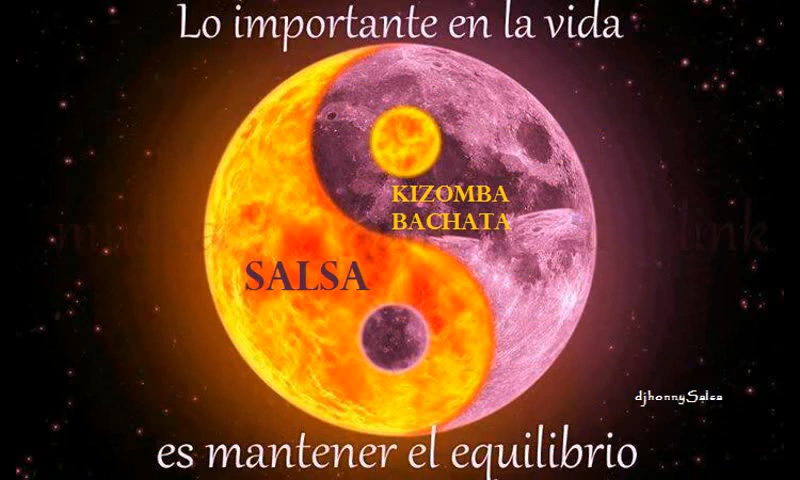 Lo importante en la vida
KIZOMBA
BACHATA
SALSA
djhonnySalsa
es mantener el equilibrio